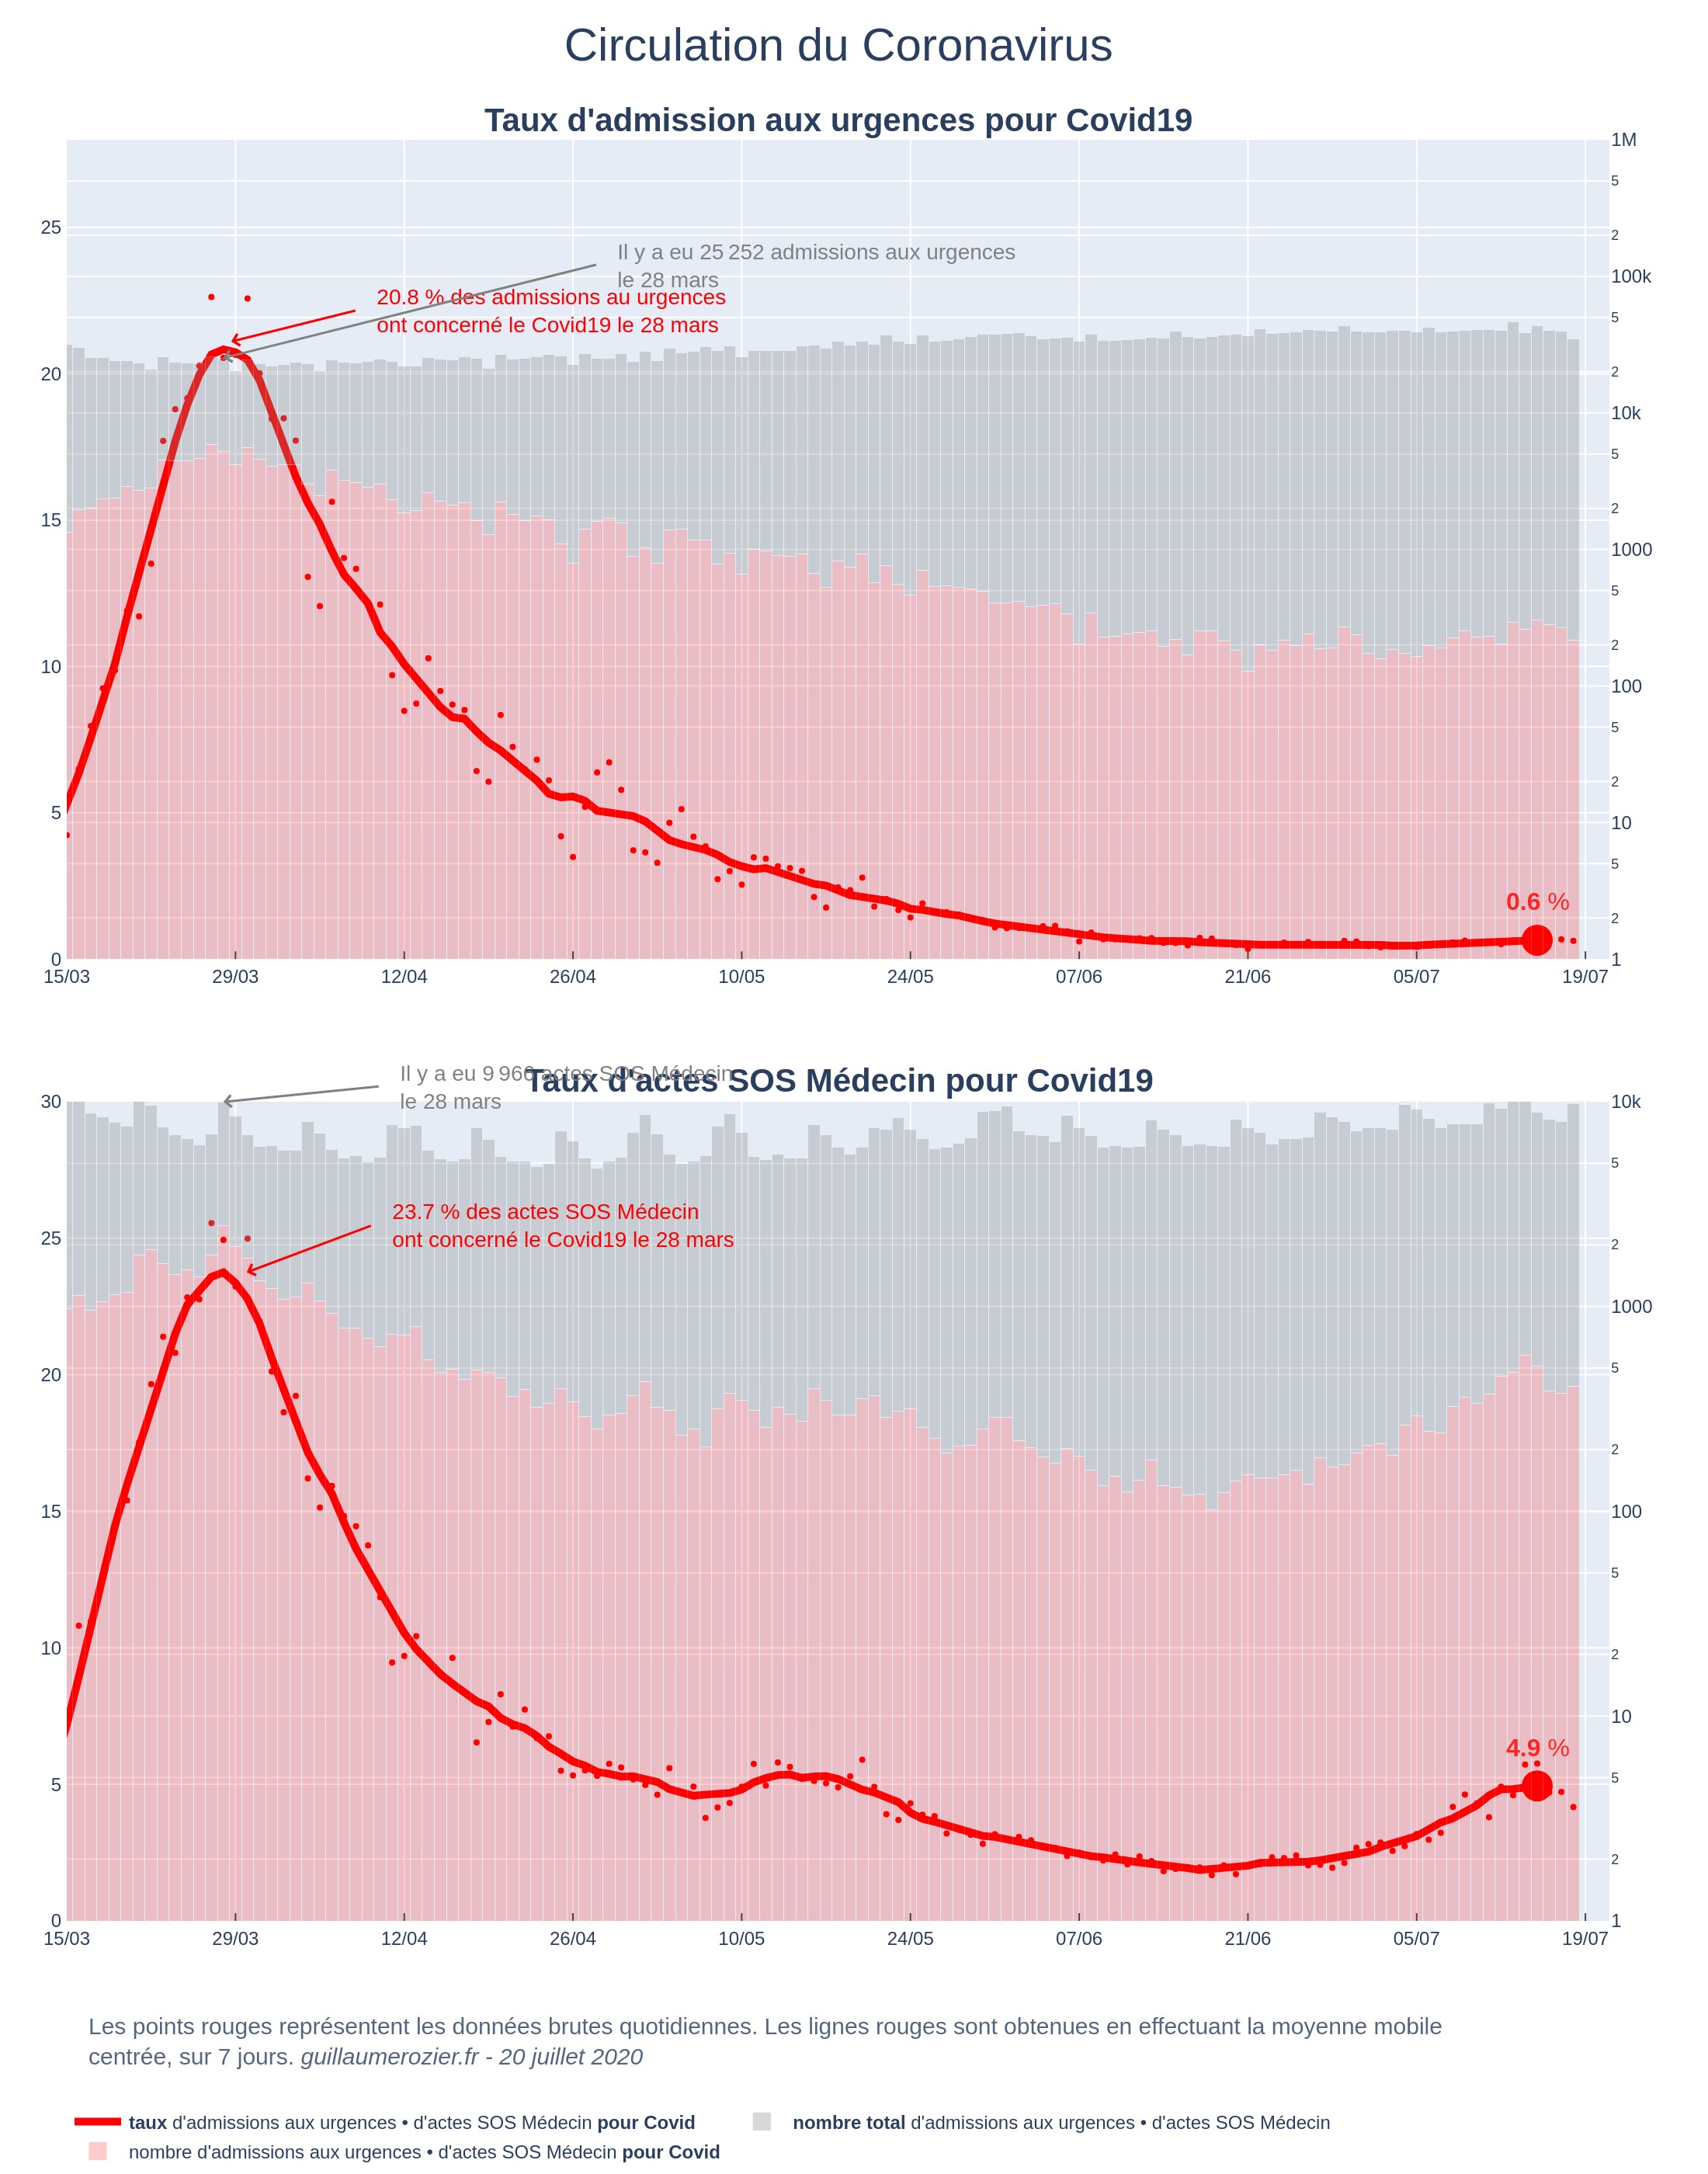 Circulation du Coronavirus
Taux d'admission aux urgences pour Covid19
1M
5
25
2
Il y a eu 25 252 admissions aux urgences
le 28 mars
100k
20.8 % des admissions au urgences
ont concerné le Covid19 le 28 mars
5
20
2
10k
5
15
2
1000
5
10
2
100
5
5
2
10
5
0.6 %
2
0
1
15/03 29/03 12/04 26/04 10/05 24/05 07/06 21/06 05/07 19/07
Il y a eu 9 966 actes SOS Médecin
le 28 mars
Taux d'actes SOS Médecin pour Covid19
30
10k
5
23.7 % des actes SOS Médecin
ont concerné le Covid19 le 28 mars
25
2
1000
20
5
2
15
100
5
10
2
10
4.9 %
5
5
2
0
1
15/03 29/03 12/04 26/04 10/05 24/05 07/06 21/06 05/07 19/07
Les points rouges représentent les données brutes quotidiennes. Les lignes rouges sont obtenues en effectuant la moyenne mobile
centrée, sur 7 jours. guillaumerozier.fr - 20 juillet 2020
taux d'admissions aux urgences • d'actes SOS Médecin pour Covid
nombre total d'admissions aux urgences • d'actes SOS Médecin
nombre d'admissions aux urgences • d'actes SOS Médecin pour Covid